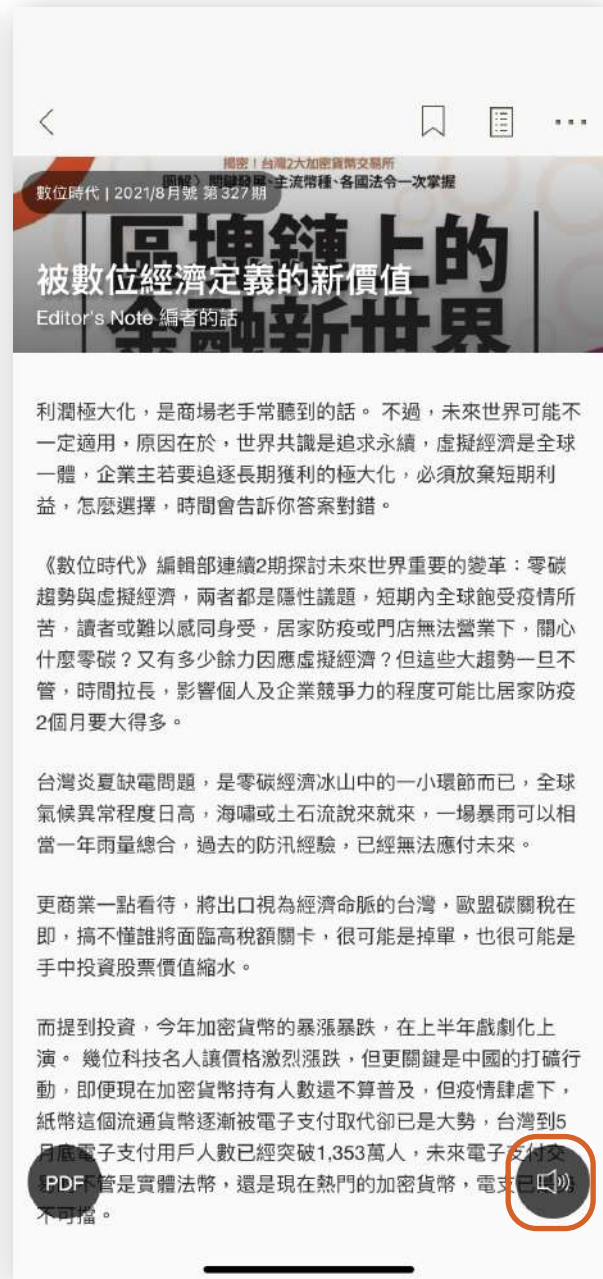 揭密！台灣2大加密貨幣交易所
圖解〉關鍵發展、主流幣種、各國法令一次掌握
數位時代 | 2021/8月號 第327期
區塊鏈上的
被數位經濟定義的新價值
金融新世界
Editor's Note 編者的話
利潤極大化，是商場老手常聽到的話。 不過，未來世界可能不
一定適用，原因在於，世界共識是追求永續，虛擬經濟是全球
一體，企業主若要追逐長期獲利的極大化，必須放棄短期利
益，怎麼選擇，時間會告訴你答案對錯。
《數位時代》編輯部連續2期探討未來世界重要的變革：零碳
趨勢與虛擬經濟，兩者都是隱性議題，短期內全球飽受疫情所
苦，讀者或難以感同身受，居家防疫或門店無法營業下，關心
什麼零碳？又有多少餘力因應虛擬經濟？但這些大趨勢一旦不
管，時間拉長，影響個人及企業競爭力的程度可能比居家防疫
2個月要大得多。
台灣炎夏缺電問題，是零碳經濟冰山中的一小環節而已，全球
氣候異常程度日高，海嘯或土石流說來就來，一場暴雨可以相
當一年雨量總合，過去的防汛經驗，已經無法應付未來。
更商業一點看待，將出口視為經濟命脈的台灣，歐盟碳關稅在
即，搞不懂誰將面臨高稅額關卡，很可能是掉單，也很可能是
手中投資股票價值縮水。
而提到投資，今年加密貨幣的暴漲暴跌，在上半年戲劇化上
演。 幾位科技名人讓價格激烈漲跌，但更關鍵是中國的打礦行
動，即便現在加密貨幣持有人數還不算普及，但疫情肆虐下，
紙幣這個流通貨幣逐漸被電子支付取代卻已是大勢，台灣到5
月底電子支付用戶人數已經突破1,353萬人，未來電子支付交
不管是實體法幣，還是現在熱門的加密貨幣，電支已
不可擋。
PDF